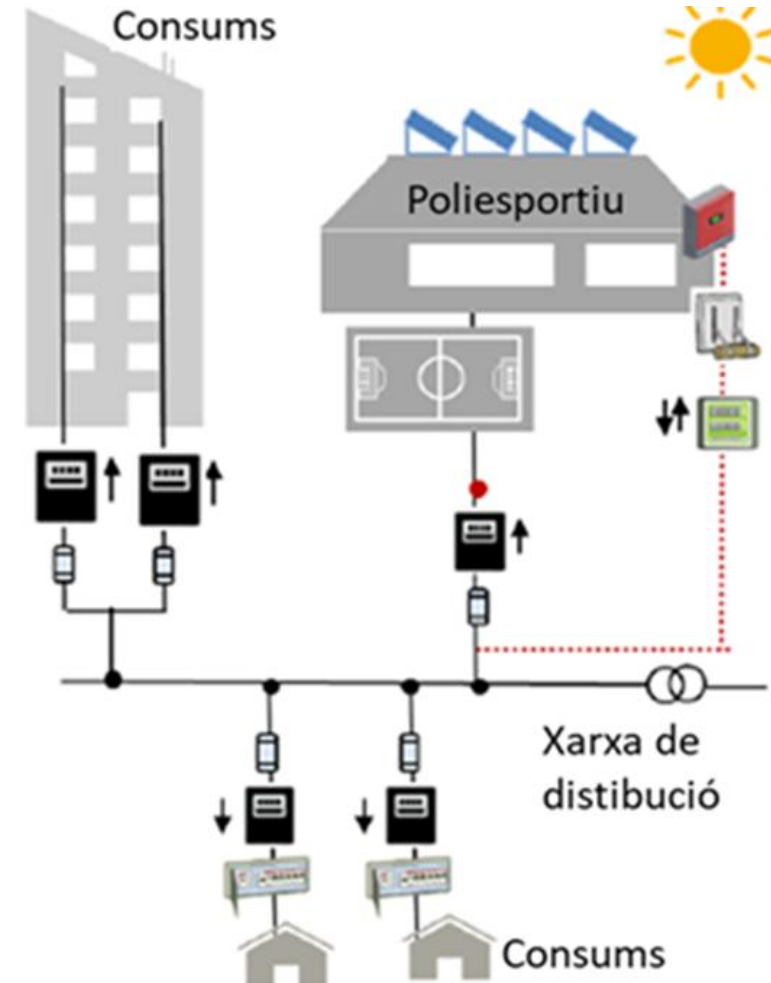 Consums
Poliesportiu
Xarxa de
distibució
Consums